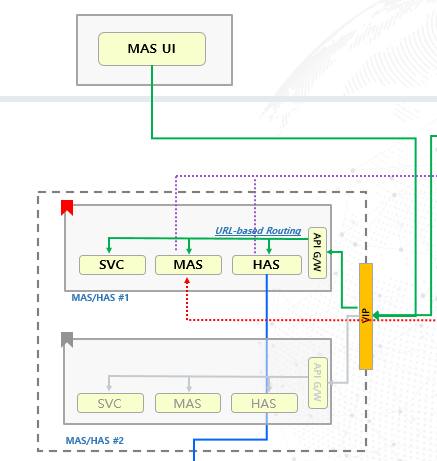 MAS UI
URL-based Routing
API G/W
SVC
MAS
HAS
MAS/HAS #1
VIP
API G/W
SVC
MAS
HAS
MAS/HAS #2